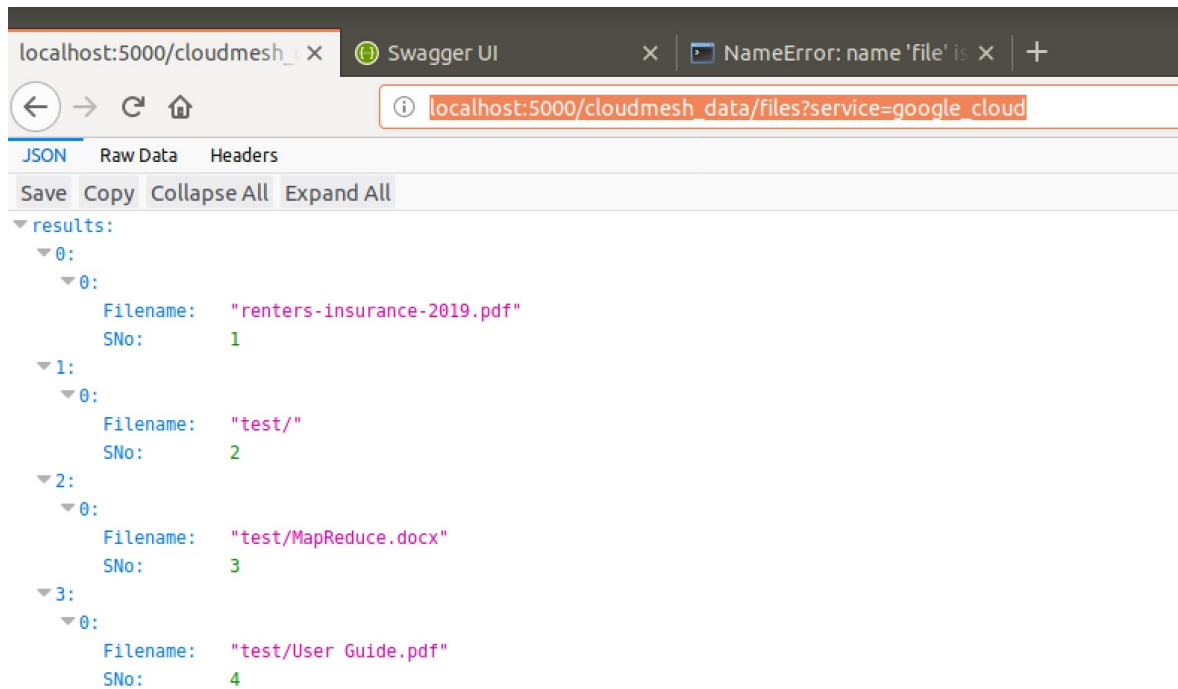 localhost:5000/cloudmesh_ Swagger UI NameError: name 'file' is
localhost:5000/cloudmesh_data/files?service=google_cloud
JSON Raw Data Headers
Save Copy Collapse All Expand All
results:
0:
0:
Filename: "renters-insurance-2019.pdf"
SNo: 1
1:
0:
Filename: "test/"
SNo: 2
2:
0:
Filename: "test/MapReduce.docx"
SNo: 3
3:
0:
Filename: "test/User Guide.pdf"
SNo: 4